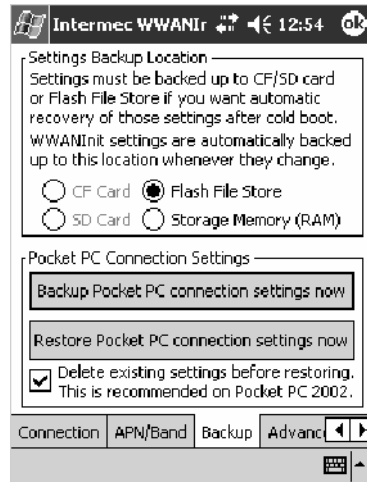 Intermec WWANIr 12:54 ok
Settings Backup Location
Settings must be backed up to CF/SD card
or Flash File Store if you want automatic
recovery of those settings after cold boot.
WWANInit settings are automatically backed
up to this location whenever they change.
CF Card Flash File Store
SD Card Storage Memory (RAM)
Pocket PC Connection Settings
Backup Pocket PC connection settings now
Restore Pocket PC connection settings now
Delete existing settings before restoring.
This is recommended on Pocket PC 2002.
Connection APN/Band Backup Advanc